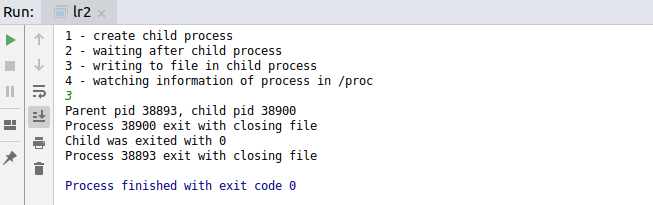 Run: lr2
1 - create child process
2 - waiting after child process
3 - writing to file in child process
4 - watching information of process in /proc
3
Parent pid 38893, child pid 38900
Process 38900 exit with closing file
Child was exited with 0
Process 38893 exit with closing file
Process finished with exit code 0